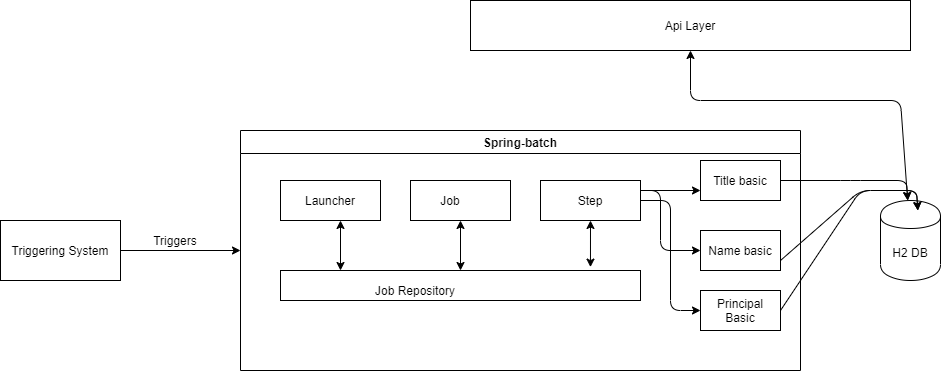 Api Layer
Spring-batch
Title basic
Launcher
Job
Step
Triggers
Triggering System
Name basic
H2 DB
Job Repository
Principal
Basic